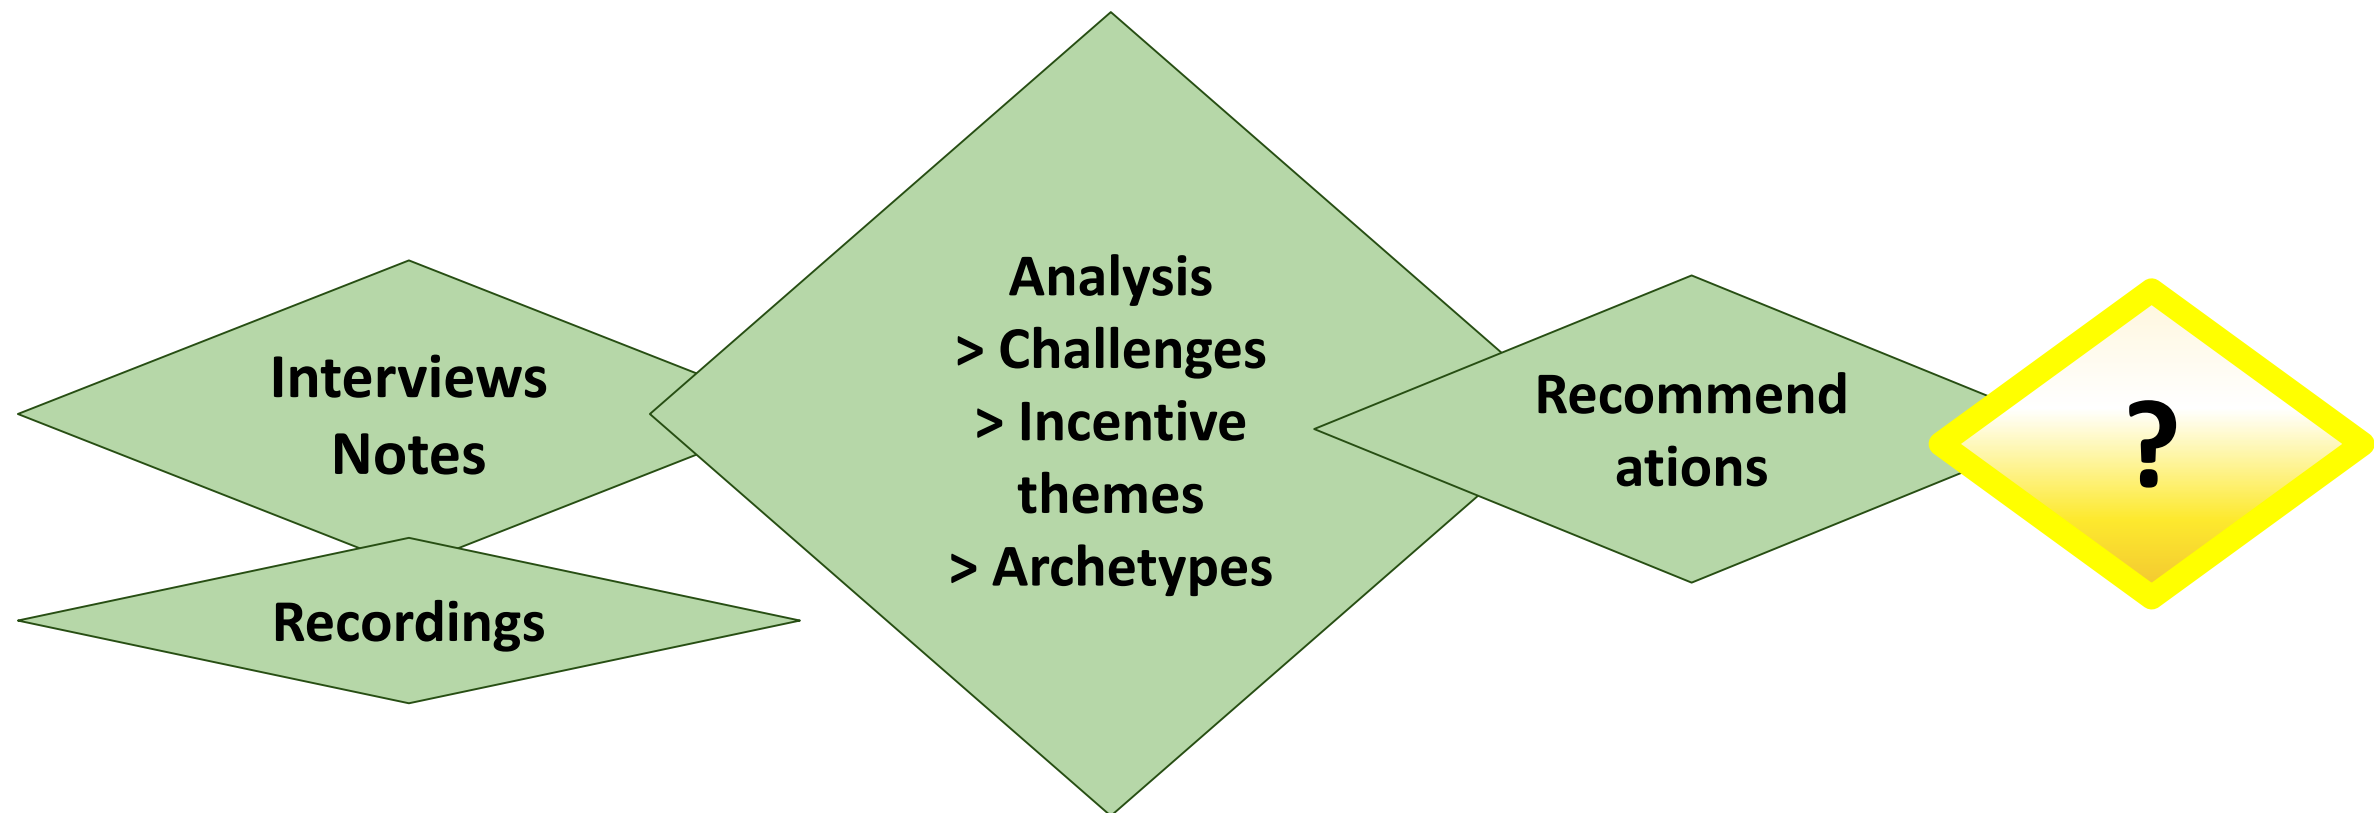 Interviews
Notes
Recordings
Analysis
> Challenges
> Incentive
themes
> Archetypes
Recommend
ations
?